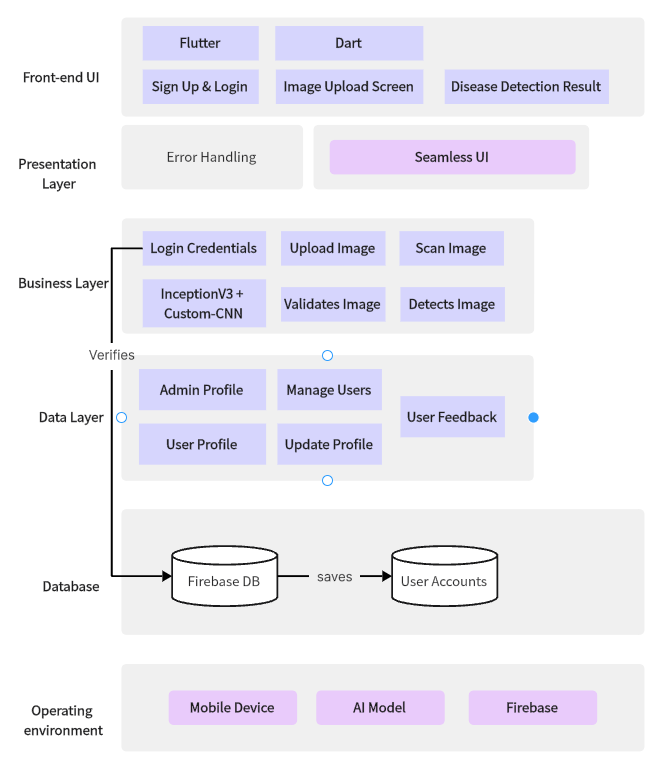 Front-end UI
Flutter
Dart
Sign Up & Login
Image Upload Screen
Disease Detection Result
Presentation
Layer
Error Handling
Seamless UI
Business Layer
Login Credentials
Upload Image
Scan Image
InceptionV3 +
Custom-CNN
Validates Image
Detects Image
Verifies
Data Layer
Admin Profile
Manage Users
User Feedback
User Profile
Update Profile
Database
Firebase DB
saves
User Accounts
Operating
environment
Mobile Device
AI Model
Firebase